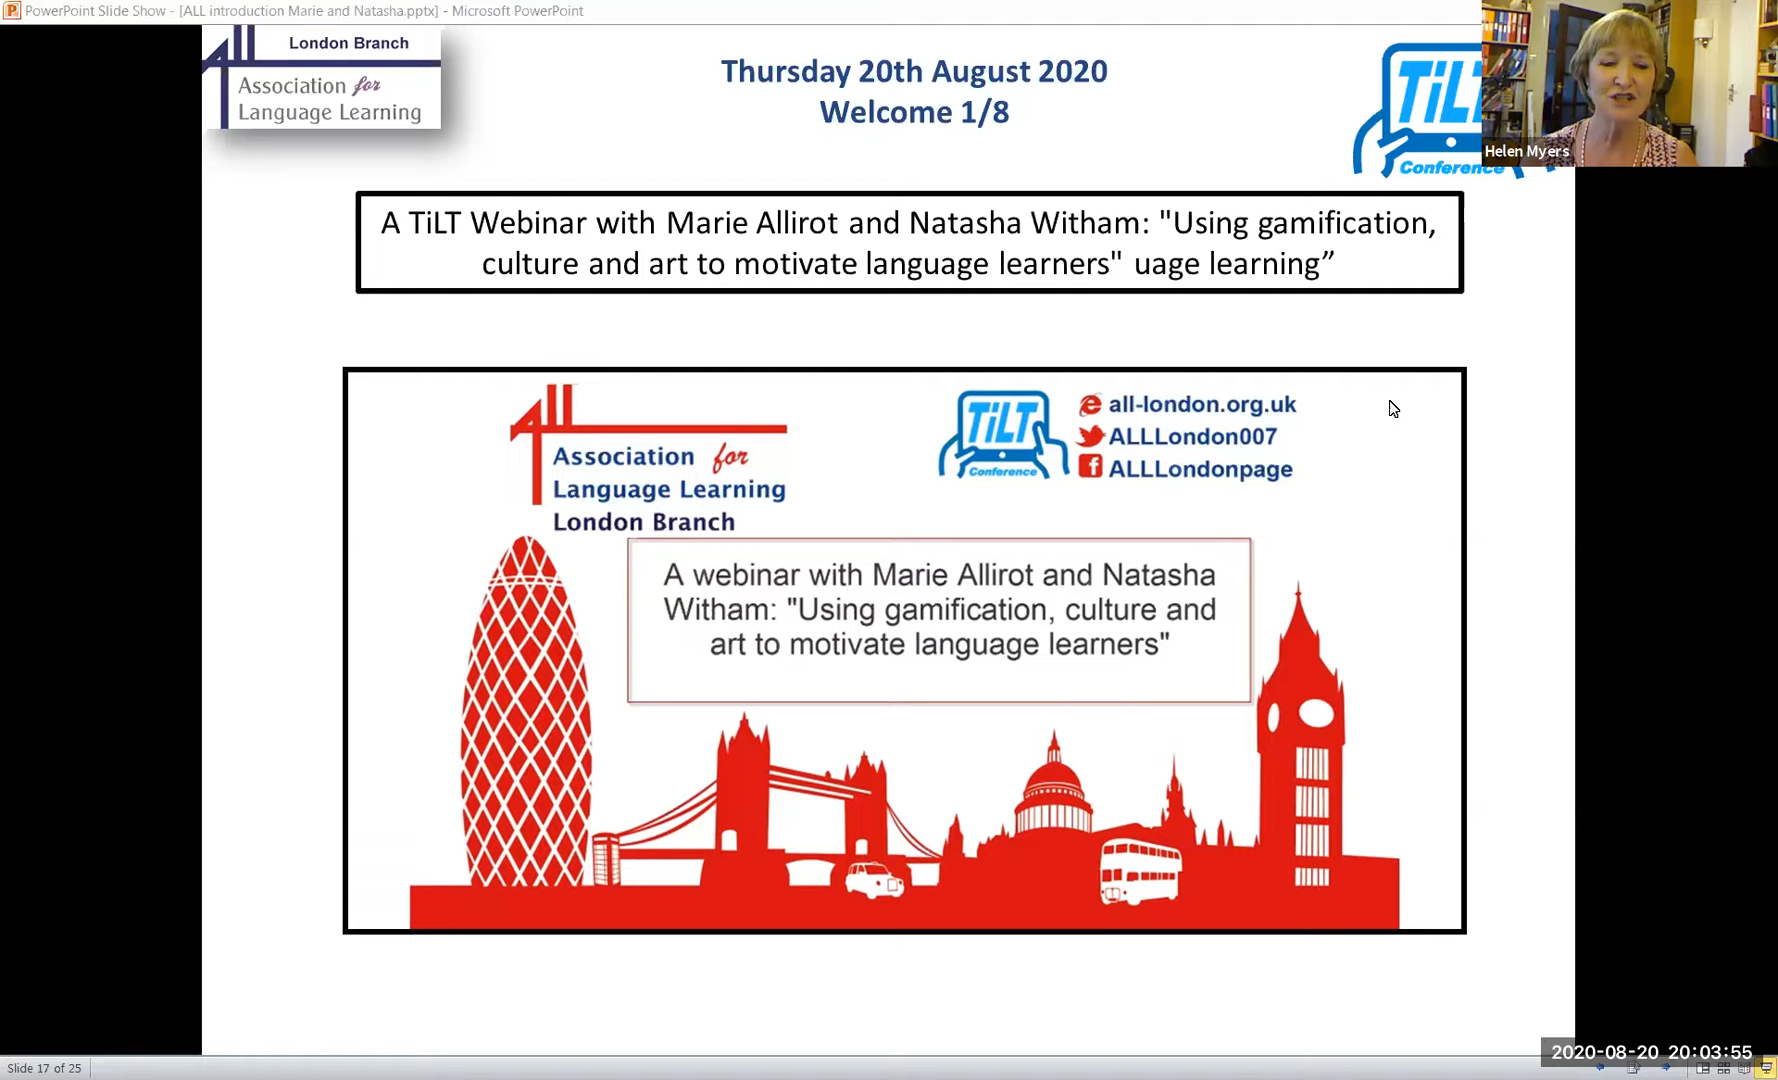 PowerPoint Slide Show - [ALL introduction Marie and Natasha.pptx] - Microsoft PowerPoint
London Branch
Association for
Language Learning
Thursday 20th August 2020
Welcome 1/8
Conference
Helen Myers
A TiLT Webinar with Marie Allirot and Natasha Witham: "Using gamification,
culture and art to motivate language learners" uage learning”
Association for
Language Learning
London Branch
TiLT
Conference
all-london.org.uk
ALLLondon007
ALLLondonpage
A webinar with Marie Allirot and Natasha
Witham: "Using gamification, culture and
art to motivate language learners"
2020-08-20 20:03:55
Slide 17 of 25